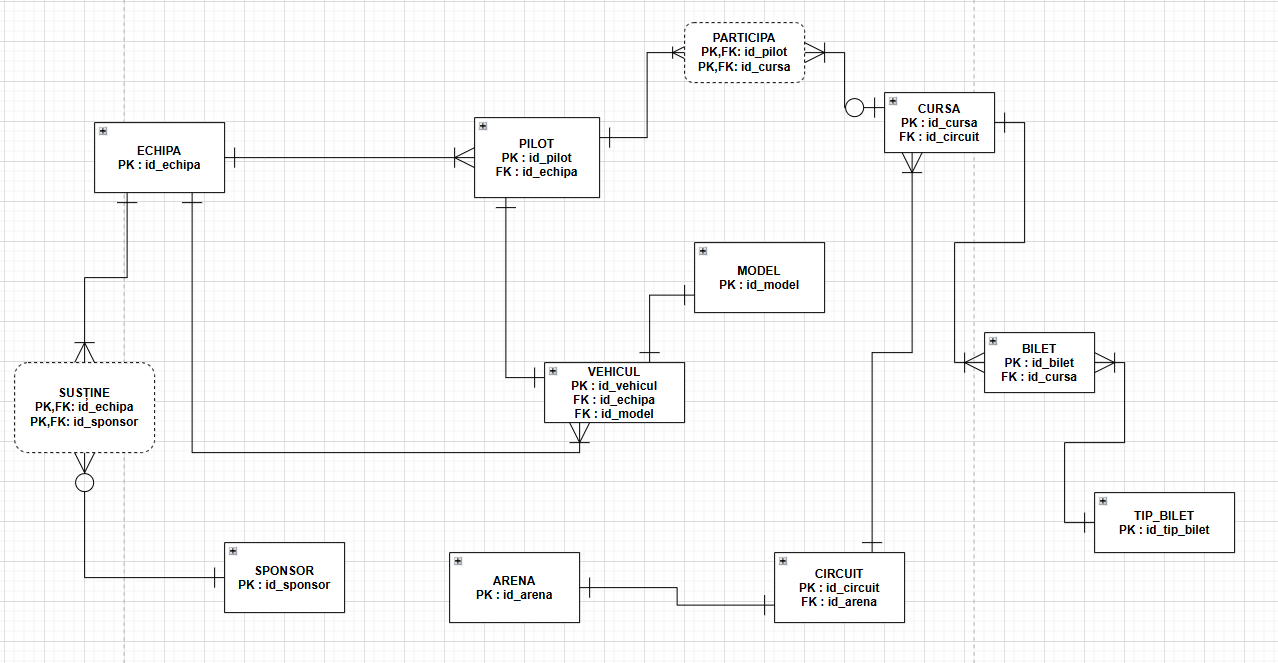 PARTICIPA
PK,FK: id_pilot
PK,FK: id_cursa
CURSA
PK : id_cursa
FK : id_circuit
ECHIPA
PK : id_echipa
PILOT
PK : id_pilot
FK : id_echipa
MODEL
PK : id_model
BILET
PK : id_bilet
FK : id_cursa
VEHICUL
PK : id_vehicul
FK : id_echipa
FK : id_model
SUSȚINE
PK,FK: id_echipa
PK,FK: id_sponsor
TIP_BILET
PK : id_tip_bilet
SPONSOR
PK : id_sponsor
ARENA
PK : id_arena
CIRCUIT
PK : id_circuit
FK : id_arena